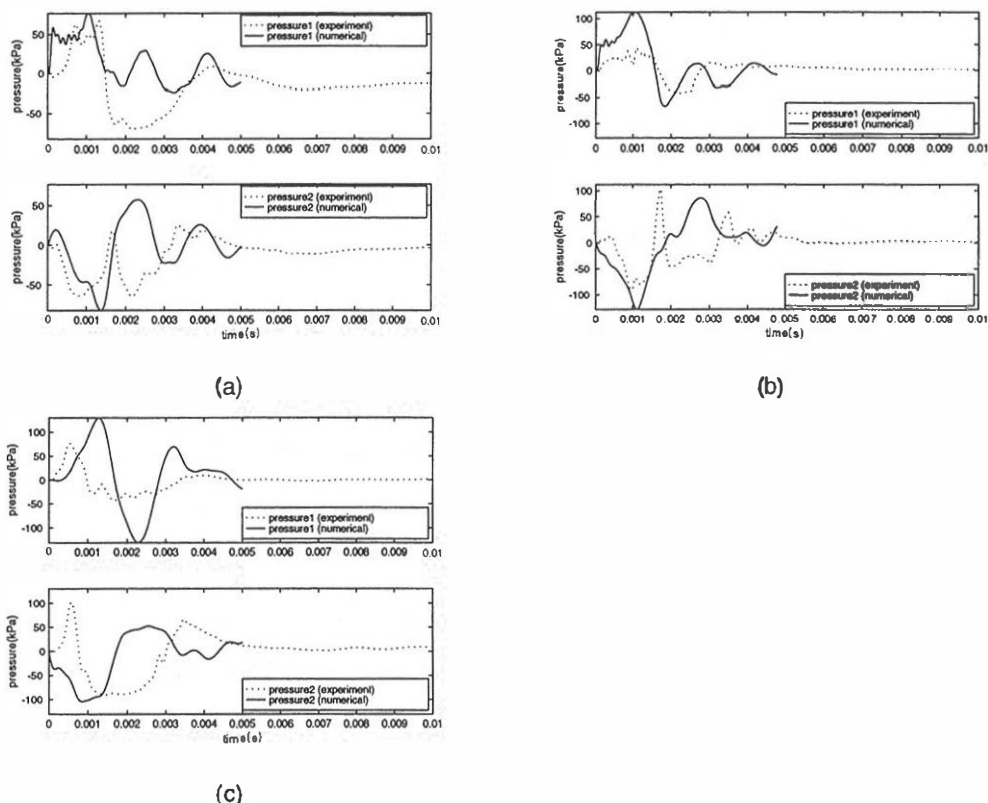 pressure(kPa)
50
0
-50
pressure1 (experiment)
pressure1 (numerical)
0 0.001 0.002 0.003 0.004 0.005 0.006 0.007 0.008 0.009 0.01
pressure(kPa)
50
0
-50
pressure2 (experiment)
pressure2 (numerical)
0 0.001 0.002 0.003 0.004 0.005 0.006 0.007 0.008 0.009 0.01
time(s)
(a)
pressure(kPa)
100
50
0
-50
-100
pressure1 (experiment)
pressure1 (numerical)
0 0.001 0.002 0.003 0.004 0.005 0.006 0.007 0.008 0.009 0.01
pressure(kPa)
100
50
0
-50
-100
pressure2 (experiment)
pressure2 (numerical)
0 0.001 0.002 0.003 0.004 0.005 0.006 0.007 0.008 0.009 0.01
time(s)
(b)
pressure(kPa)
100
50
0
-50
-100
pressure1 (experiment)
pressure1 (numerical)
0 0.001 0.002 0.003 0.004 0.005 0.006 0.007 0.008 0.009 0.01
pressure(kPa)
100
50
0
-50
-100
pressure2 (experiment)
pressure2 (numerical)
0 0.001 0.002 0.003 0.004 0.005 0.006 0.007 0.008 0.009 0.01
time(s)
(c)